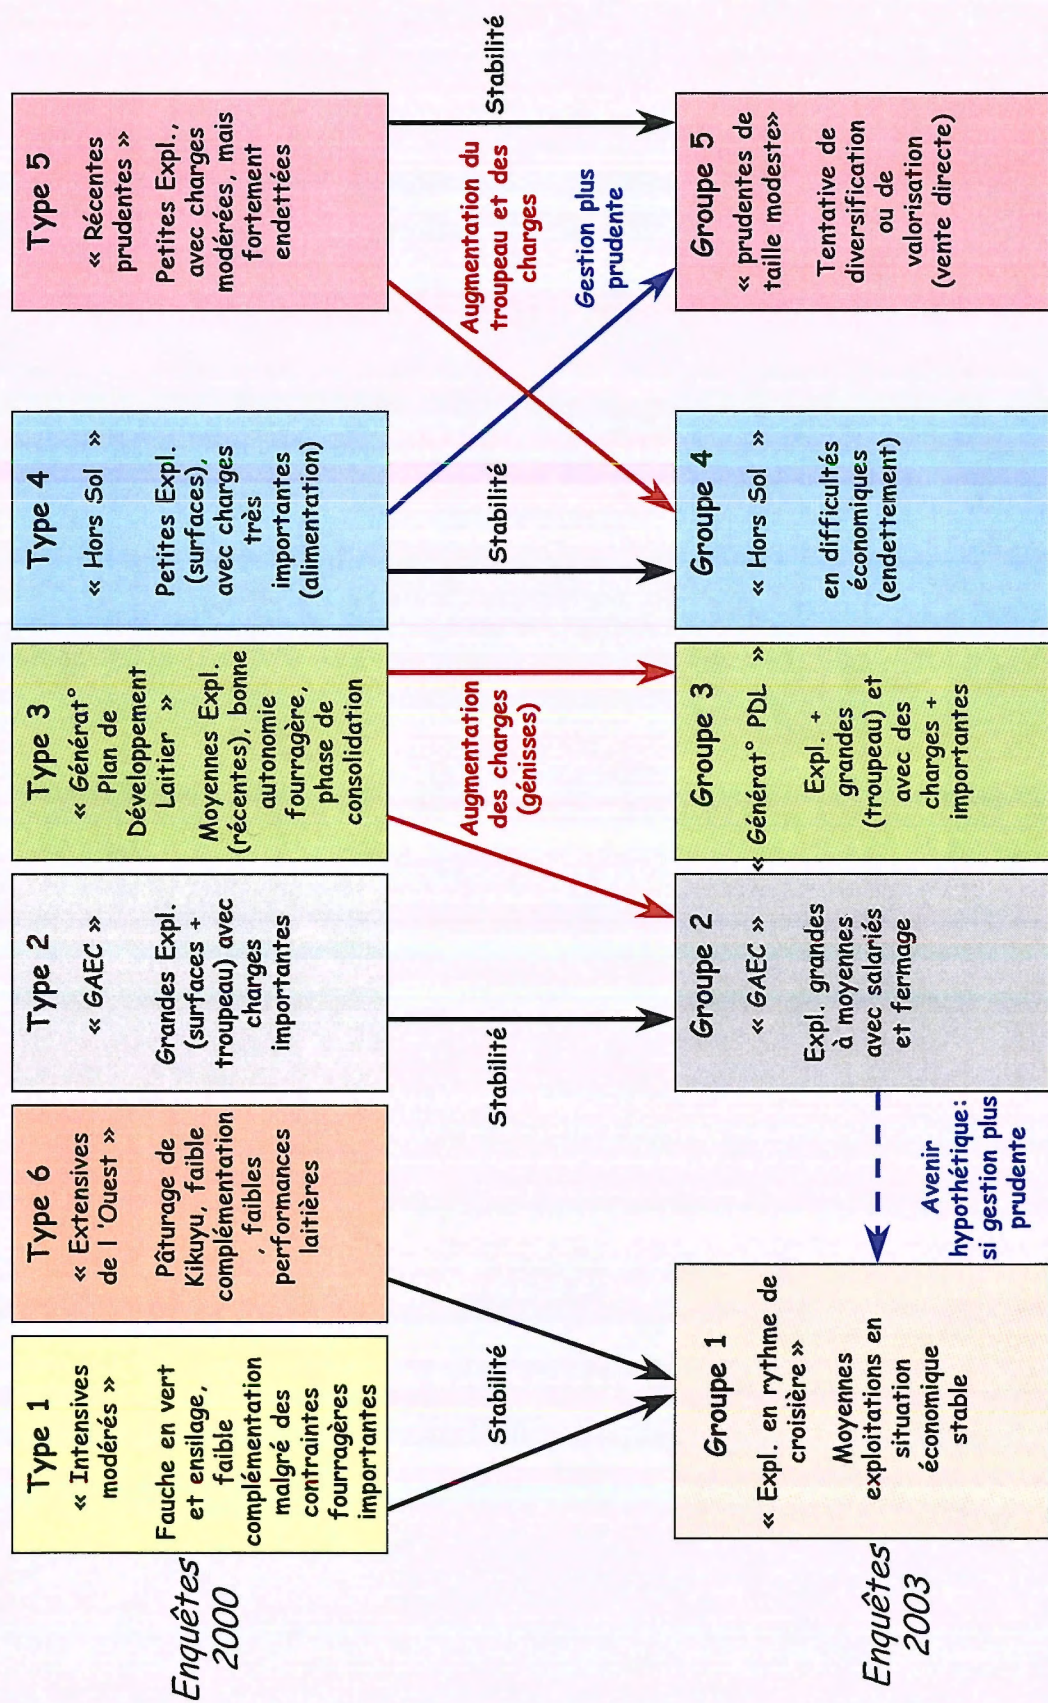 Enquêtes
2000
Type 1
« Intensives
modérés »
Fauche en vert
et ensilage,
faible
complémentation
malgré des
contraintes
fourragères
importantes
Type 6
« Extensives
de l 'Ouest »
Pâturage de
Kikuyu, faible
complémentation
, faibles
performances
laitières
Type 2
« GAEC »
Grandes Expl.
(surfaces +
troupeau) avec
charges
importantes
Type 3
« Générat°
Plan de
Développement
Laitier »
Moyennes Expl.
(récentes), bonne
autonomie
fourragère,
phase de
consolidation
Type 4
« Hors Sol »
Petites Expl.
(surfaces),
avec charges
très
importantes
(alimentation)
Type 5
« Récentes
prudentes »
Petites Expl.,
avec charges
modérées, mais
fortement
endettées
Stabilité
Stabilité
Augmentation
des charges
(génisses)
Stabilité
Augmentation du
troupeau et des
charges
Gestion plus
prudente
Stabilité
Enquêtes
2003
Groupe 1
« Expl. en rythme de
croisière »
Moyennes
exploitations en
situation
économique
stable
Avenir
hypothétique:
si gestion plus
prudente
Groupe 2
« GAEC »
Expl. grandes
à moyennes
avec salariés
et fermage
Groupe 3
« Générat° PDL »
Expl. +
grandes
(troupeau) et
avec des
charges +
importantes
Groupe 4
« Hors Sol »
en difficultés
économiques
(endettement)
Groupe 5
« prudentes de
taille modeste»
Tentative de
diversification
ou de
valorisation
(vente directe)